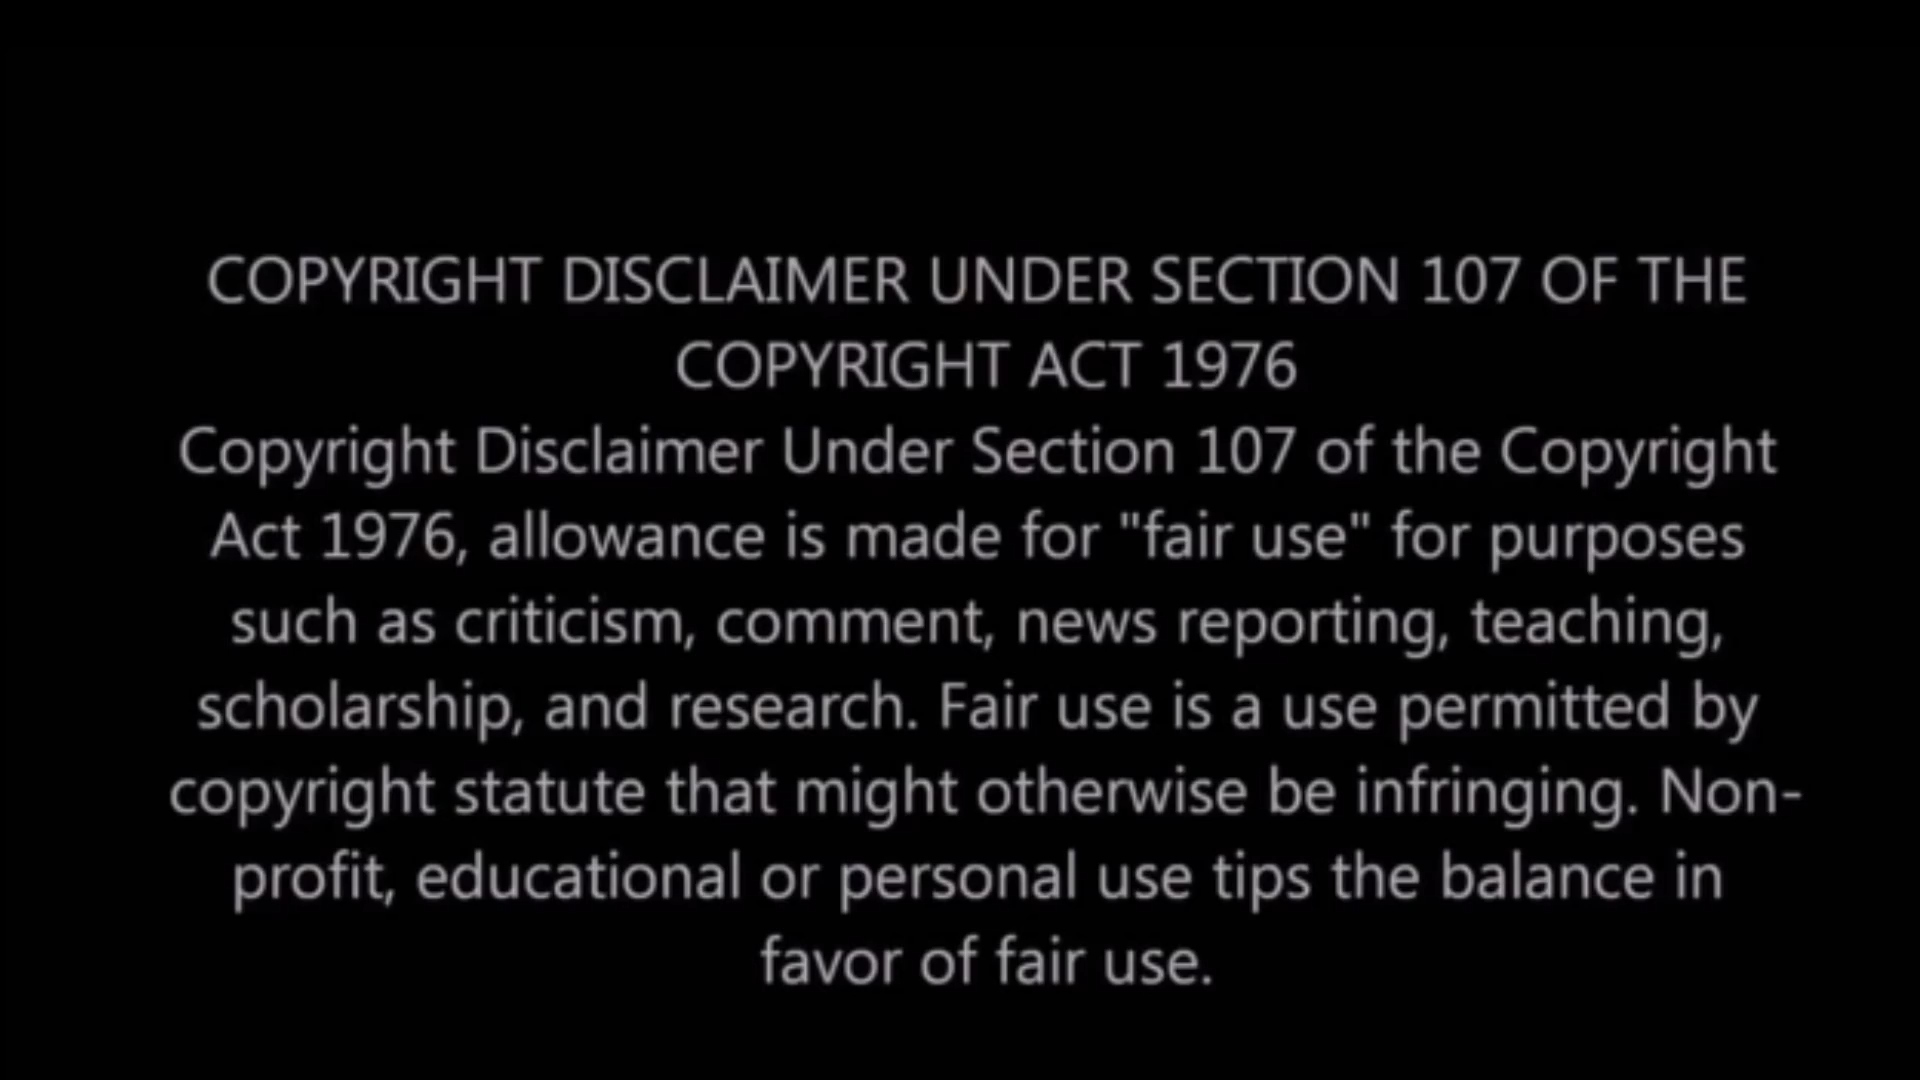 COPYRIGHT DISCLAIMER UNDER SECTION 107 OF THE
COPYRIGHT ACT 1976
Copyright Disclaimer Under Section 107 of the Copyright
Act 1976, allowance is made for "fair use" for purposes
such as criticism, comment, news reporting, teaching,
scholarship, and research. Fair use is a use permitted by
copyright statute that might otherwise be infringing. Non-
profit, educational or personal use tips the balance in
favor of fair use.